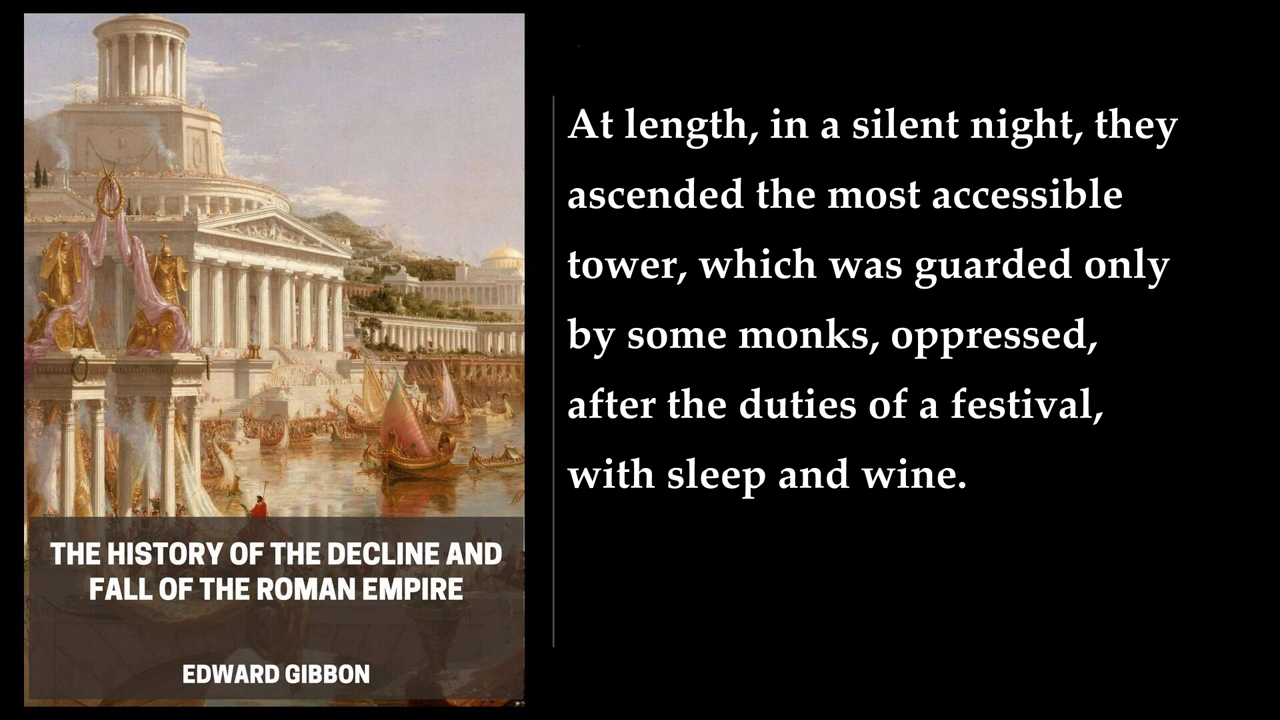 At length, in a silent night, they
ascended the most accessible
tower, which was guarded only
by some monks, oppressed,
after the duties of a festival,
with sleep and wine.
THE HISTORY OF THE DECLINE AND
FALL OF THE ROMAN EMPIRE
EDWARD GIBBON